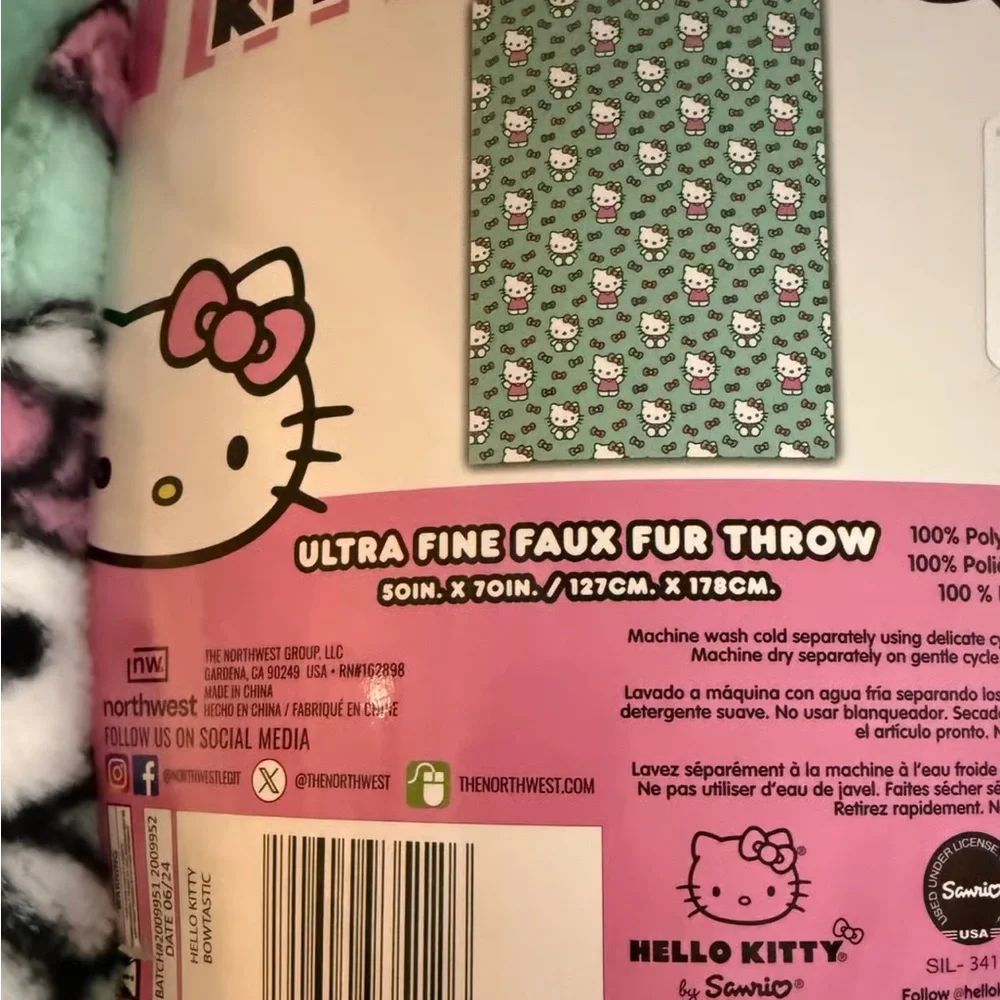 ULTRA FINE FAUX FUR THROW
50IN. X 70IN. / 127CM. X 178CM.
100% Poly
100%
100 %
Machine wash cold separately using delicate
Machine dry separately on gentle cycle
Lavado a máquina con agua fría separando los
detergente suave. No usar blanqueador.
el artículo pronto.
Lavez séparément à la machine à l'eau froide
Ne pas utiliser d'eau de javel. Faites sécher
Retirez rapidement.
nw
northwest
THE NORTHWEST GROUP, LLC
GARDENA, CA 90249 USA • RN#162898
MADE IN CHINA
HECHO EN CHINA / FABRIQUÉ EN CHINE
FOLLOW US ON SOCIAL MEDIA
@NORTHWESTLEGIT
@THENORTHWEST
THENORTHWEST.COM
WARNING
BATCH#2009951 2009952
DATE 06/24
HELLO KITTY
BOWTASTIC
HELLO KITTY®
by Sanrio®
USED UNDER LICENSE
Sanrio
USA
SIL- 341
Follow @hello